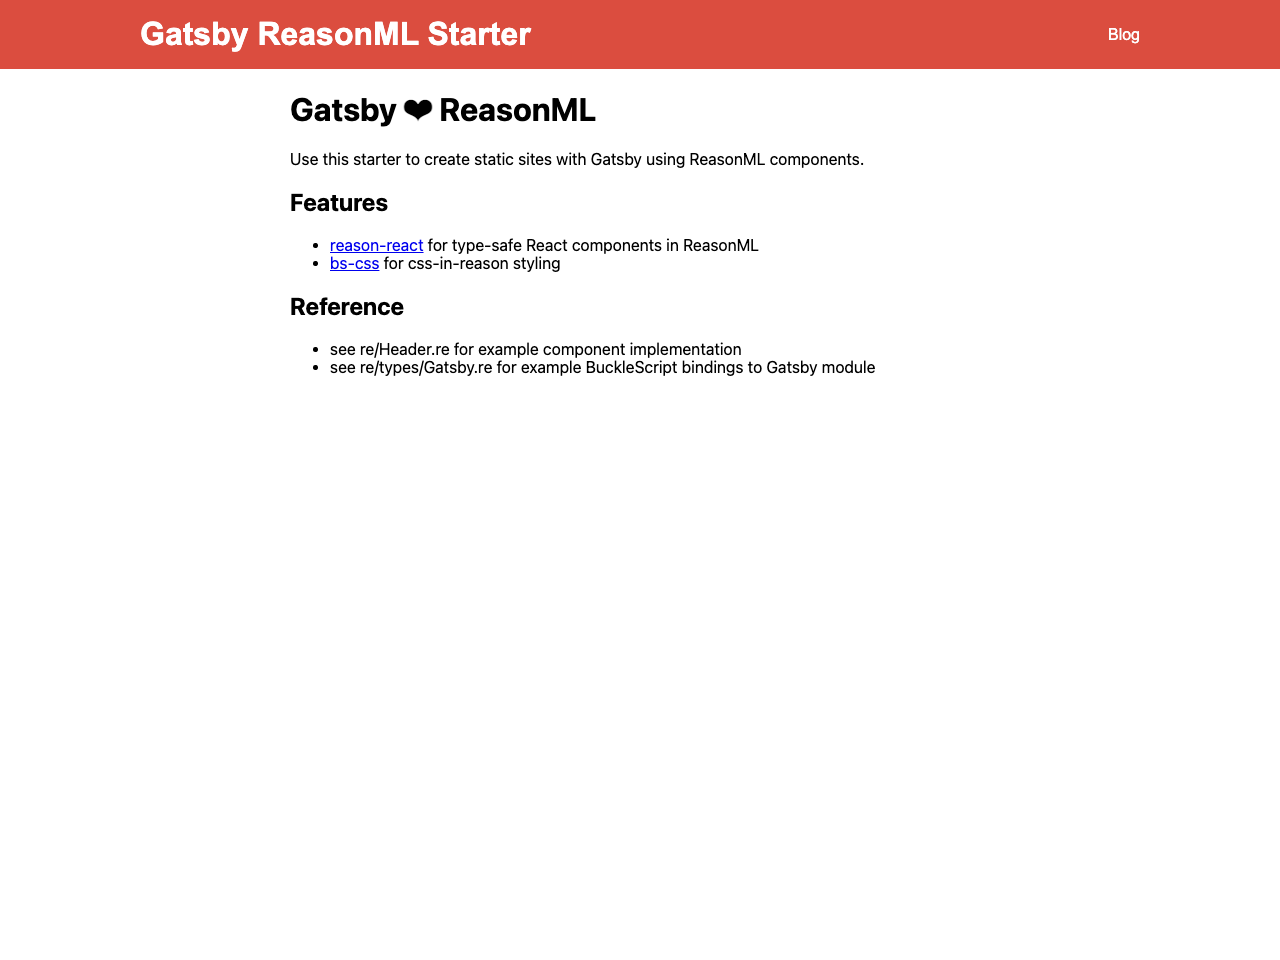 Gatsby ReasonML Starter
Blog
Gatsby ❤ ReasonML
Use this starter to create static sites with Gatsby using ReasonML components.
Features
• reason-react for type-safe React components in ReasonML
• bs-css for css-in-reason styling
Reference
• see re/Header.re for example component implementation
• see re/types/Gatsby.re for example BuckleScript bindings to Gatsby module